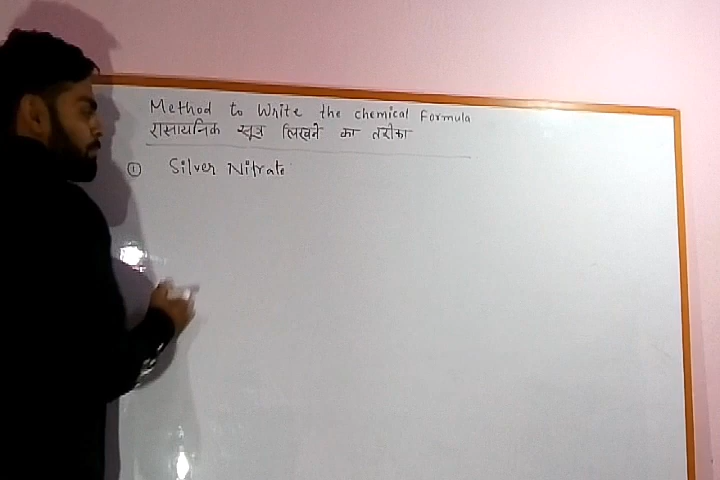 Method to Write the chemical Formula
रासायनिक सूत्र लिखने का तरीका
① Silver Nitrate